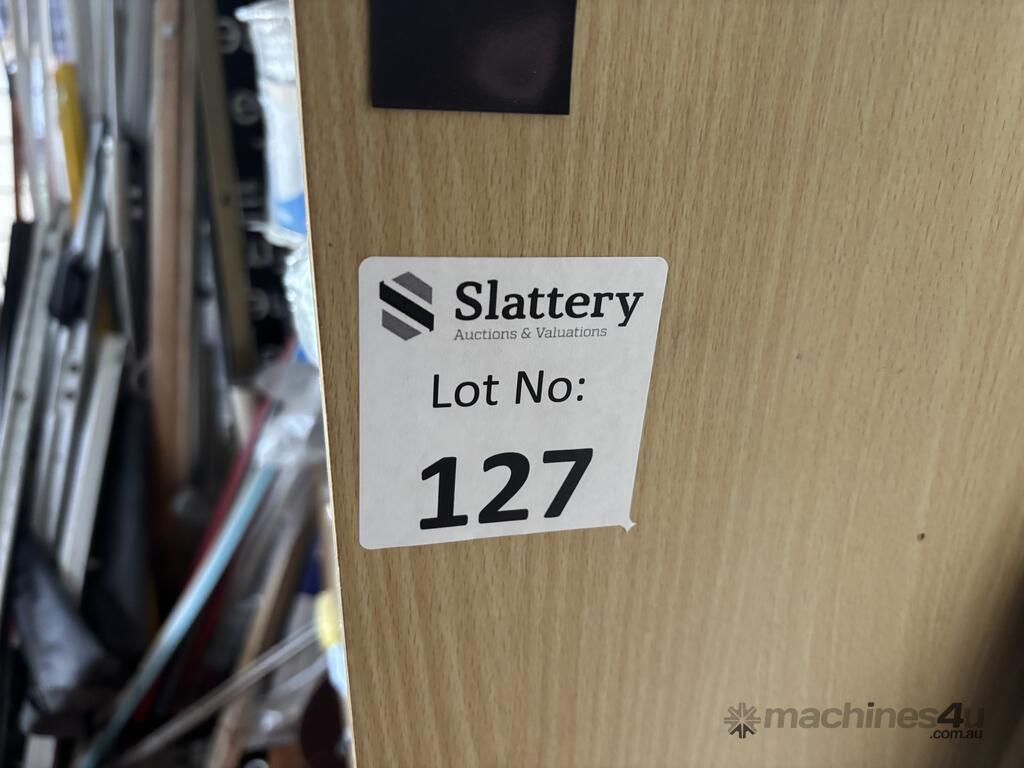 Slattery
Auctions & Valuations
Lot No:
127
machines4u
.com.au